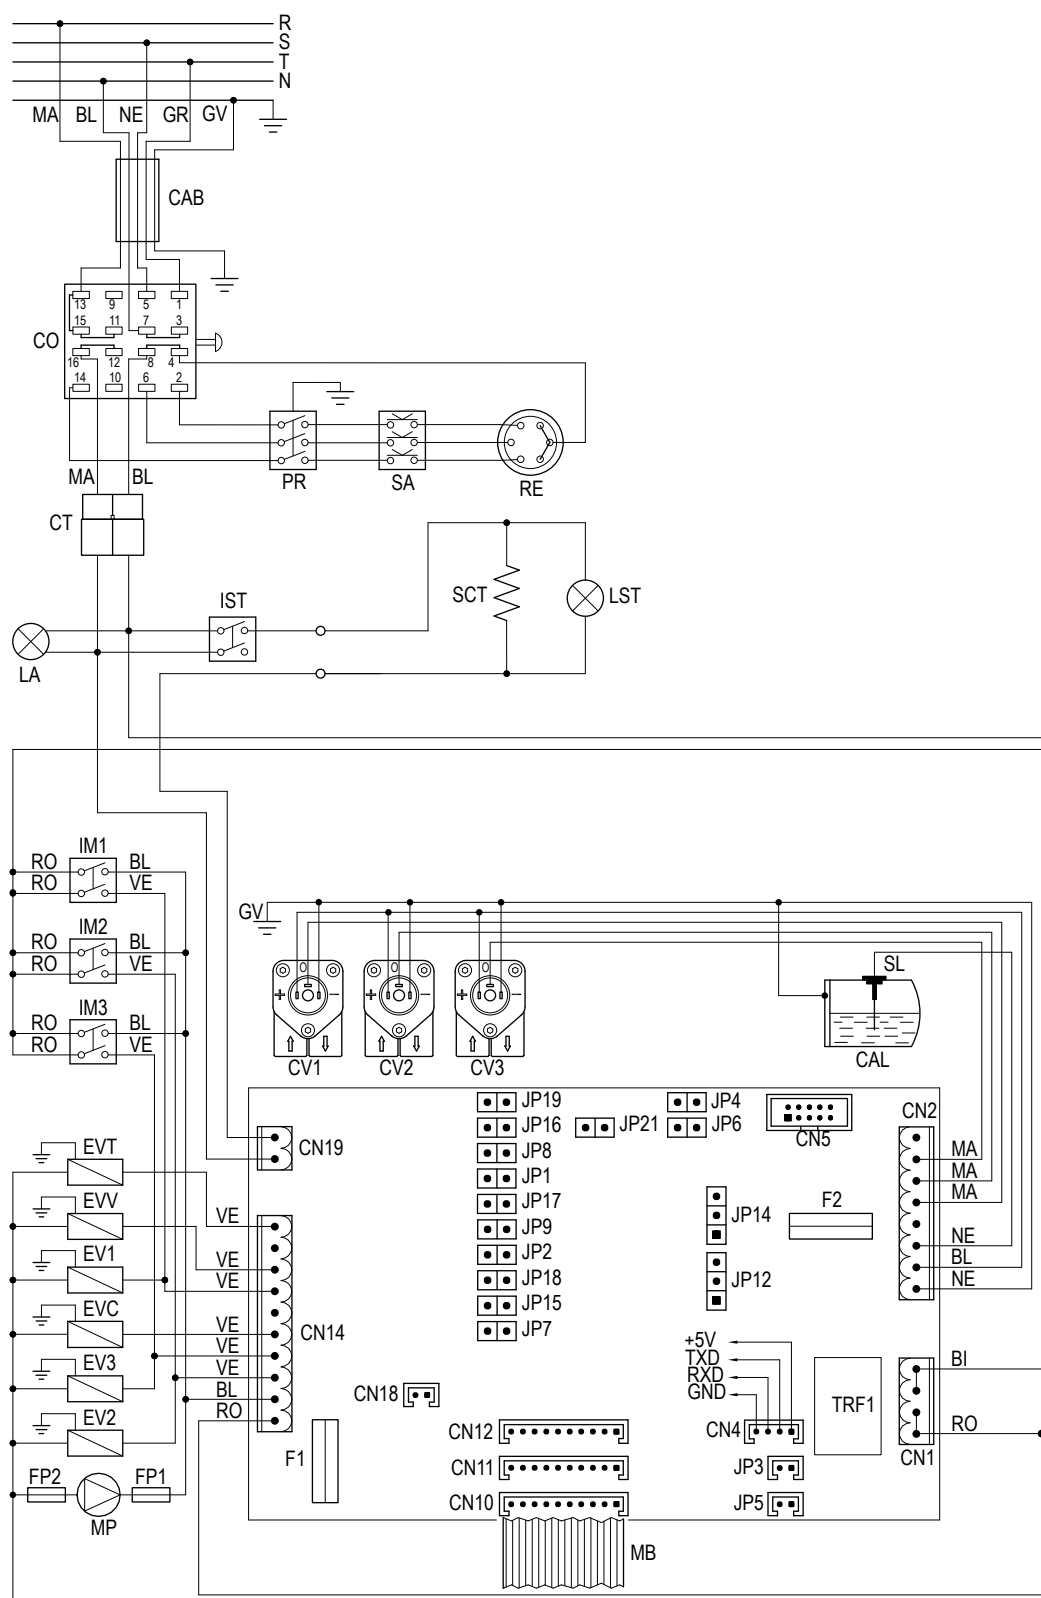 R
S
T
N
MA BL NE GR GV
CAB
13 9 5 1
15 11 7 3
CO
16 12 8 4
14 10 6 2
PR SA RE
MA BL
CT
IST
SCT LST
LA
IM1
RO BL
RO VE
IM2
RO BL
RO VE
IM3
RO BL
RO VE
GV
+ 0 −
+ 0 −
+ 0 −
CV1 CV2 CV3
SL
CAL
JP19 JP4
JP16 JP21 JP6
CN5
CN2
CN19
JP8
JP1
JP17
JP9
JP2
JP18
JP15
JP7
JP14
F2
JP12
MA
MA
MA
NE
BL
NE
EVT
EVV
EV1
EVC
EV3
EV2
VE
VE
VE
VE
VE
VE
BL
RO
CN14
+5V
TXD
RXD
GND
TRF1
BI
RO
CN1
CN18
CN12 CN4
CN11 JP3
CN10 JP5
F1
FP2 FP1
MP
MB